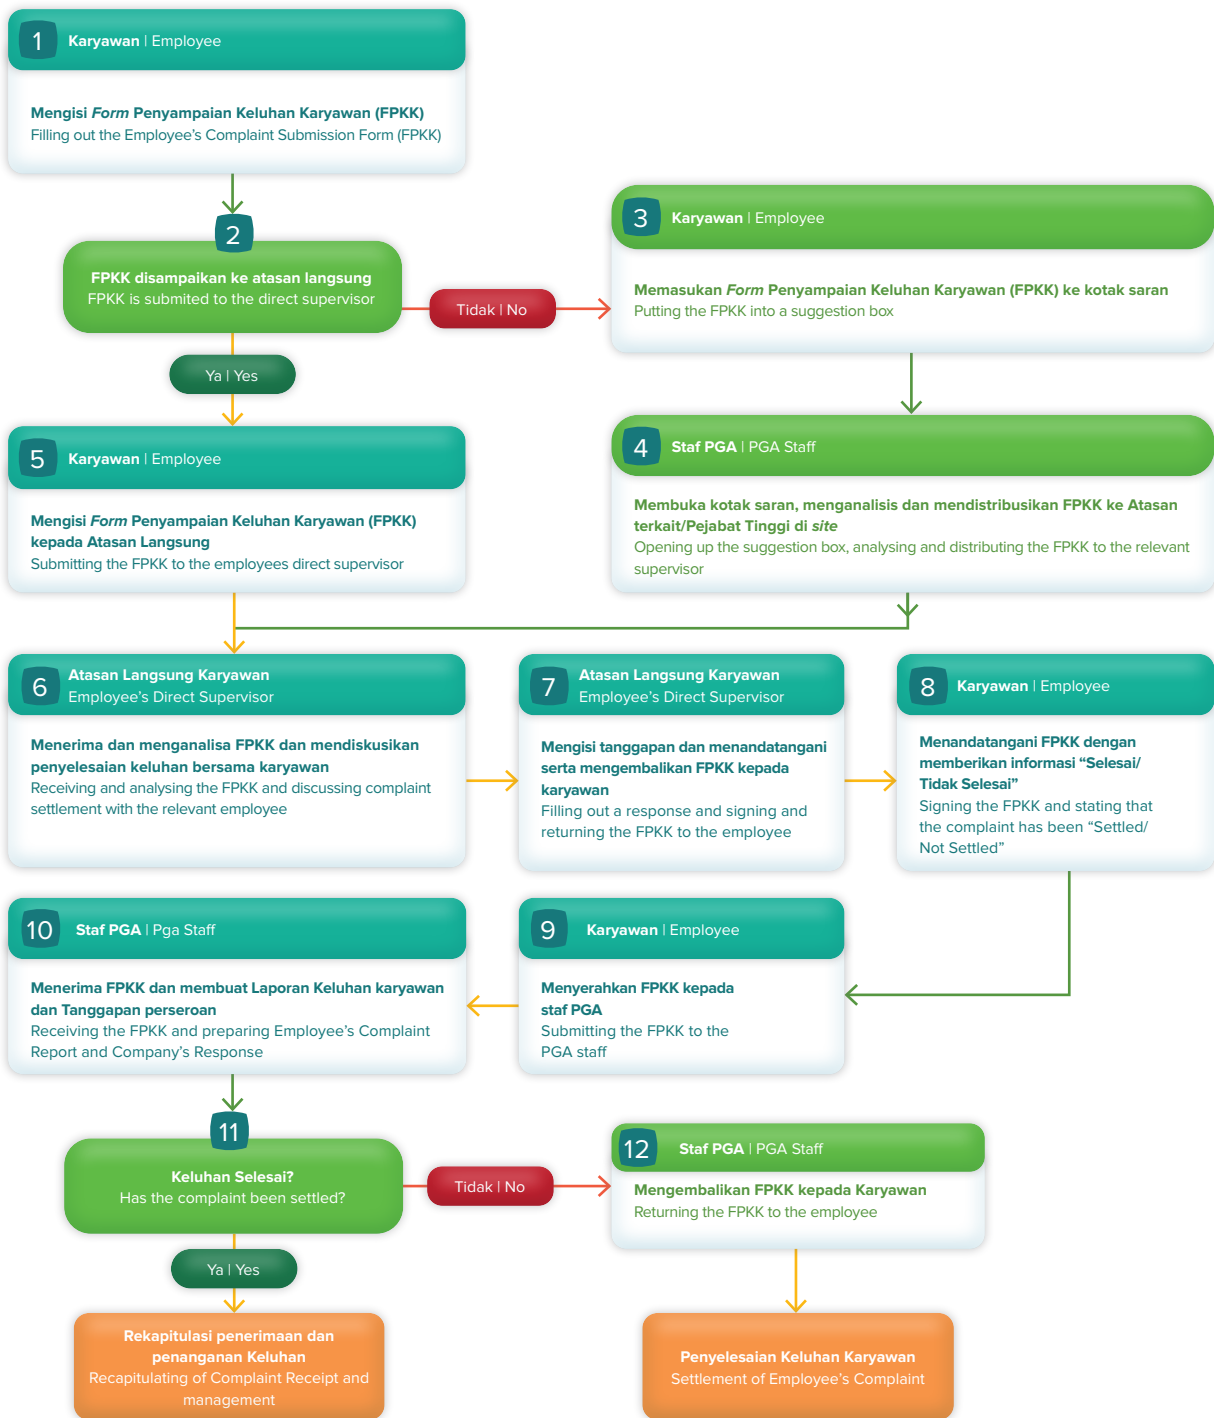 1 Karyawan | Employee
Mengisi Form Penyampaian Keluhan Karyawan (FPKK)
Filling out the Employee's Complaint Submission Form (FPKK)
2
FPKK disampaikan ke atasan langsung
FPKK is submited to the direct supervisor
Tidak | No
3 Karyawan | Employee
Memasukan Form Penyampaian Keluhan Karyawan (FPKK) ke kotak saran
Putting the FPKK into a suggestion box
Ya | Yes
4 Staf PGA | PGA Staff
Membuka kotak saran, menganalisis dan mendistribusikan FPKK ke Atasan
terkait/Pejabat Tinggi di site
Opening up the suggestion box, analysing and distributing the FPKK to the relevant
supervisor
5 Karyawan | Employee
Mengisi Form Penyampaian Keluhan Karyawan (FPKK)
kepada Atasan Langsung
Submitting the FPKK to the employees direct supervisor
6 Atasan Langsung Karyawan
Employee's Direct Supervisor
Menerima dan menganalisa FPKK dan mendiskusikan
penyelesaian keluhan bersama karyawan
Receiving and analysing the FPKK and discussing complaint
settlement with the relevant employee
7 Atasan Langsung Karyawan
Employee's Direct Supervisor
Mengisi tanggapan dan menandatangani
serta mengembalikan FPKK kepada
karyawan
Filling out a response and signing and
returning the FPKK to the employee
8 Karyawan | Employee
Menandatangani FPKK dengan
memberikan informasi “Selesai/
Tidak Selesai”
Signing the FPKK and stating that
the complaint has been “Settled/
Not Settled”
9 Karyawan | Employee
Menyerahkan FPKK kepada
staf PGA
Submitting the FPKK to the
PGA staff
10 Staf PGA | Pga Staff
Menerima FPKK dan membuat Laporan Keluhan karyawan
dan Tanggapan perseroan
Receiving the FPKK and preparing Employee's Complaint
Report and Company's Response
11
Keluhan Selesai?
Has the complaint been settled?
Tidak | No
12 Staf PGA | PGA Staff
Mengembalikan FPKK kepada Karyawan
Returning the FPKK to the employee
Ya | Yes
Rekapitulasi penerimaan dan
penanganan Keluhan
Recapitulating of Complaint Receipt and
management
Penyelesaian Keluhan Karyawan
Settlement of Employee's Complaint